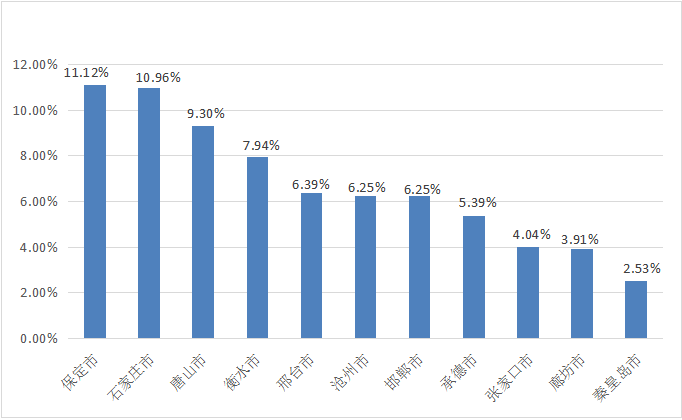 12.00%
10.00%
8.00%
6.00%
4.00%
2.00%
0.00%
11.12%
10.96%
9.30%
7.94%
6.39%
6.25%
6.25%
5.39%
4.04%
3.91%
2.53%
保定市
石家庄市
唐山市
衡水市
邢台市
沧州市
邯郸市
承德市
张家口市
廊坊市
秦皇岛市